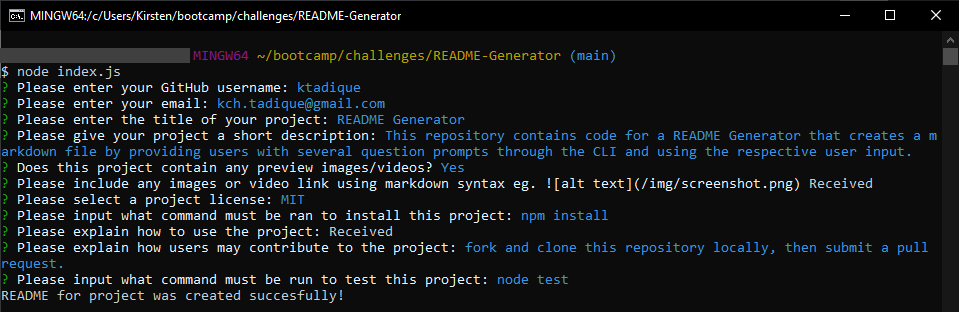 MINGW64:/c/Users/Kirsten/bootcamp/challenges/README-Generator
MINGW64 ~/bootcamp/challenges/README-Generator (main)
$ node index.js
? Please enter your GitHub username: ktadique
? Please enter your email: kch.tadique@gmail.com
? Please enter the title of your project: README Generator
? Please give your project a short description: This repository contains code for a README Generator that creates a m
arkdown file by providing users with several question prompts through the CLI and using the respective user input.
? Does this project contain any preview images/videos? Yes
? Please include any images or video link using markdown syntax eg. ![alt text](/img/screenshot.png) Received
? Please select a project license: MIT
? Please input what command must be ran to install this project: npm install
? Please explain how to use the project: Received
? Please explain how users may contribute to the project: fork and clone this repository locally, then submit a pull
request.
? Please input what command must be run to test this project: node test
README for project was created succesfully!